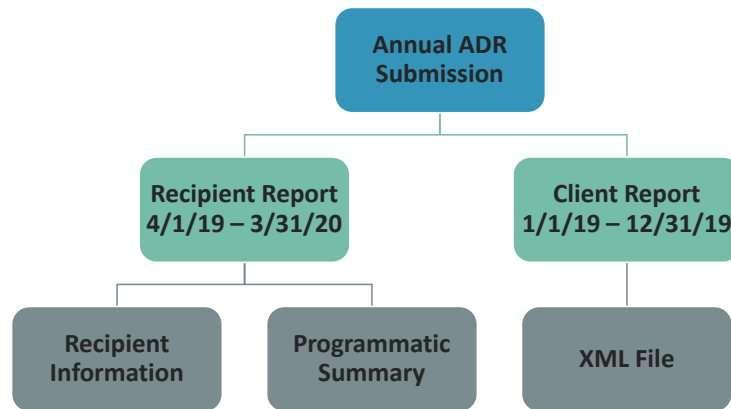 Annual ADR
Submission
Recipient Report
4/1/19 – 3/31/20
Client Report
1/1/19 – 12/31/19
Recipient
Information
Programmatic
Summary
XML File